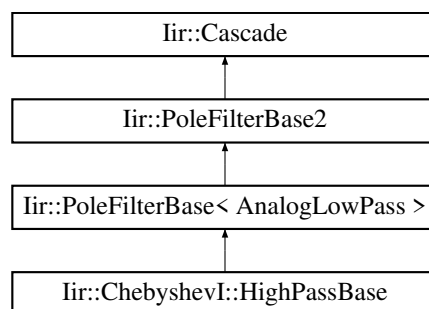 Iir::Cascade
Iir::PoleFilterBase2
Iir::PoleFilterBase< AnalogLowPass >
Iir::ChebyshevI::HighPassBase